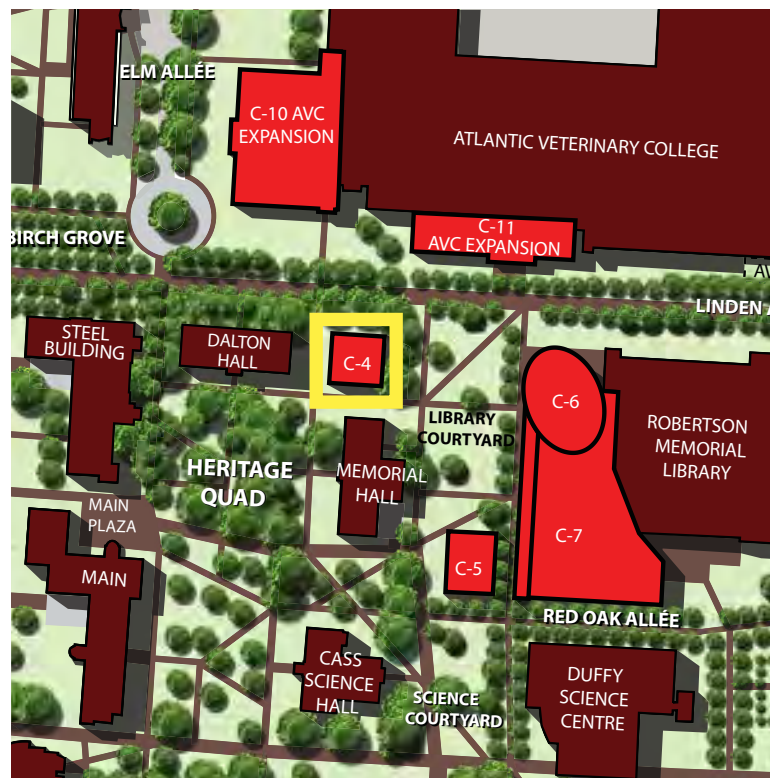 ELM ALLÉE
C-10 AVC
EXPANSION
ATLANTIC VETERINARY COLLEGE
BIRCH GROVE
C-11
AVC EXPANSION
AV
LINDEN A
STEEL
BUILDING
DALTON
HALL
C-4
C-6
LIBRARY
COURTYARD
ROBERTSON
MEMORIAL
LIBRARY
HERITAGE
QUAD
MEMORIAL
HALL
MAIN
PLAZA
C-7
MAIN
C-5
RED OAK ALLÉE
CASS
SCIENCE
HALL
SCIENCE
COURTYARD
DUFFY
SCIENCE
CENTRE